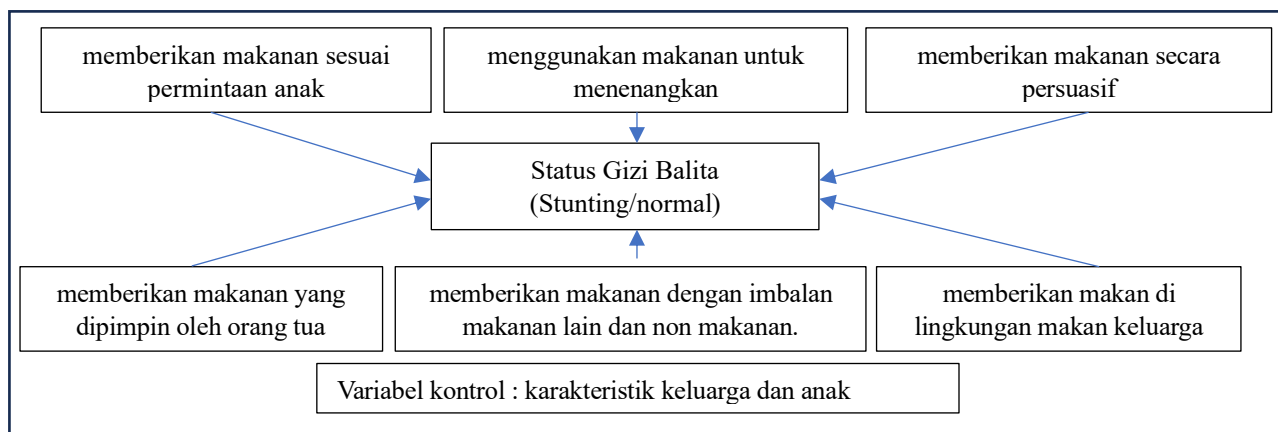 memberikan makanan sesuai
permintaan anak
menggunakan makanan untuk
menenangkan
memberikan makanan secara
persuasif
Status Gizi Balita
(Stunting/normal)
memberikan makanan yang
dipimpin oleh orang tua
memberikan makanan dengan imbalan
makanan lain dan non makanan.
memberikan makan di
lingkungan makan keluarga
Variabel kontrol : karakteristik keluarga dan anak